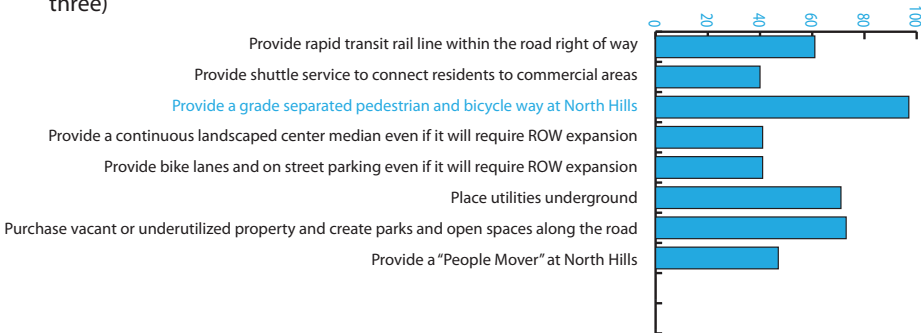 three)
0 20 40 60 80 100
Provide rapid transit rail line within the road right of way
Provide shuttle service to connect residents to commercial areas
Provide a grade separated pedestrian and bicycle way at North Hills
Provide a continuous landscaped center median even if it will require ROW expansion
Provide bike lanes and on street parking even if it will require ROW expansion
Place utilities underground
Purchase vacant or underutilized property and create parks and open spaces along the road
Provide a “People Mover” at North Hills